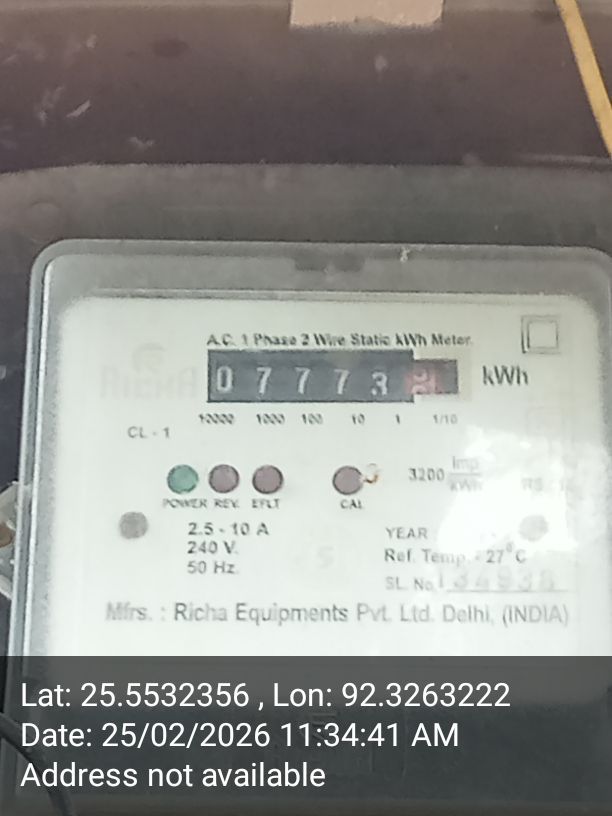 A.C. 1 Phase 2 Wire Static kWh Meter.
RICHA
0 7 7 7 3
kWh
10000 1000 100 10 1 1/10
CL - 1
3200 Imp
kWh
POWER REV. EFLT CAL
2.5 - 10 A
240 V.
50 Hz.
YEAR
Ref. Temp. - 27°C
SL. No.
Mfrs. : Richa Equipments Pvt. Ltd. Delhi, (INDIA)
Lat: 25.5532356 , Lon: 92.3263222
Date: 25/02/2026 11:34:41 AM
Address not available